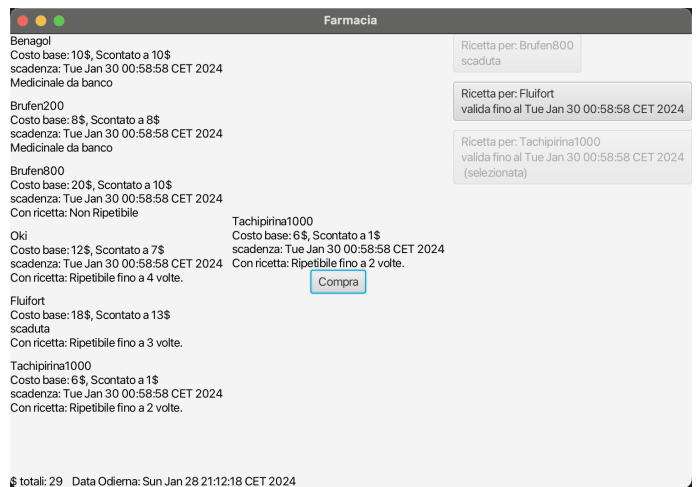 Farmacia
Benagol
Costo base: 10$, Scontato a 10$
scadenza: Tue Jan 30 00:58:58 CET 2024
Medicinale da banco
Brufen200
Costo base: 8$, Scontato a 8$
scadenza: Tue Jan 30 00:58:58 CET 2024
Medicinale da banco
Brufen800
Costo base: 20$, Scontato a 10$
scadenza: Tue Jan 30 00:58:58 CET 2024
Con ricetta: Non Ripetibile
Oki
Costo base: 12$, Scontato a 7$
scadenza: Tue Jan 30 00:58:58 CET 2024
Con ricetta: Ripetibile fino a 4 volte.
Fluifort
Costo base: 18$, Scontato a 13$
scaduta
Con ricetta: Ripetibile fino a 3 volte.
Tachipirina1000
Costo base: 6$, Scontato a 1$
scadenza: Tue Jan 30 00:58:58 CET 2024
Con ricetta: Ripetibile fino a 2 volte.
Tachipirina1000
Costo base: 6$, Scontato a 1$
scadenza: Tue Jan 30 00:58:58 CET 2024
Con ricetta: Ripetibile fino a 2 volte.
Compra
Ricetta per: Brufen800
scaduta
Ricetta per: Fluifort
valida fino al Tue Jan 30 00:58:58 CET 2024
Ricetta per: Tachipirina1000
valida fino al Tue Jan 30 00:58:58 CET 2024
(selezionata)
$ totali: 29 Data Odierna: Sun Jan 28 21:12:18 CET 2024